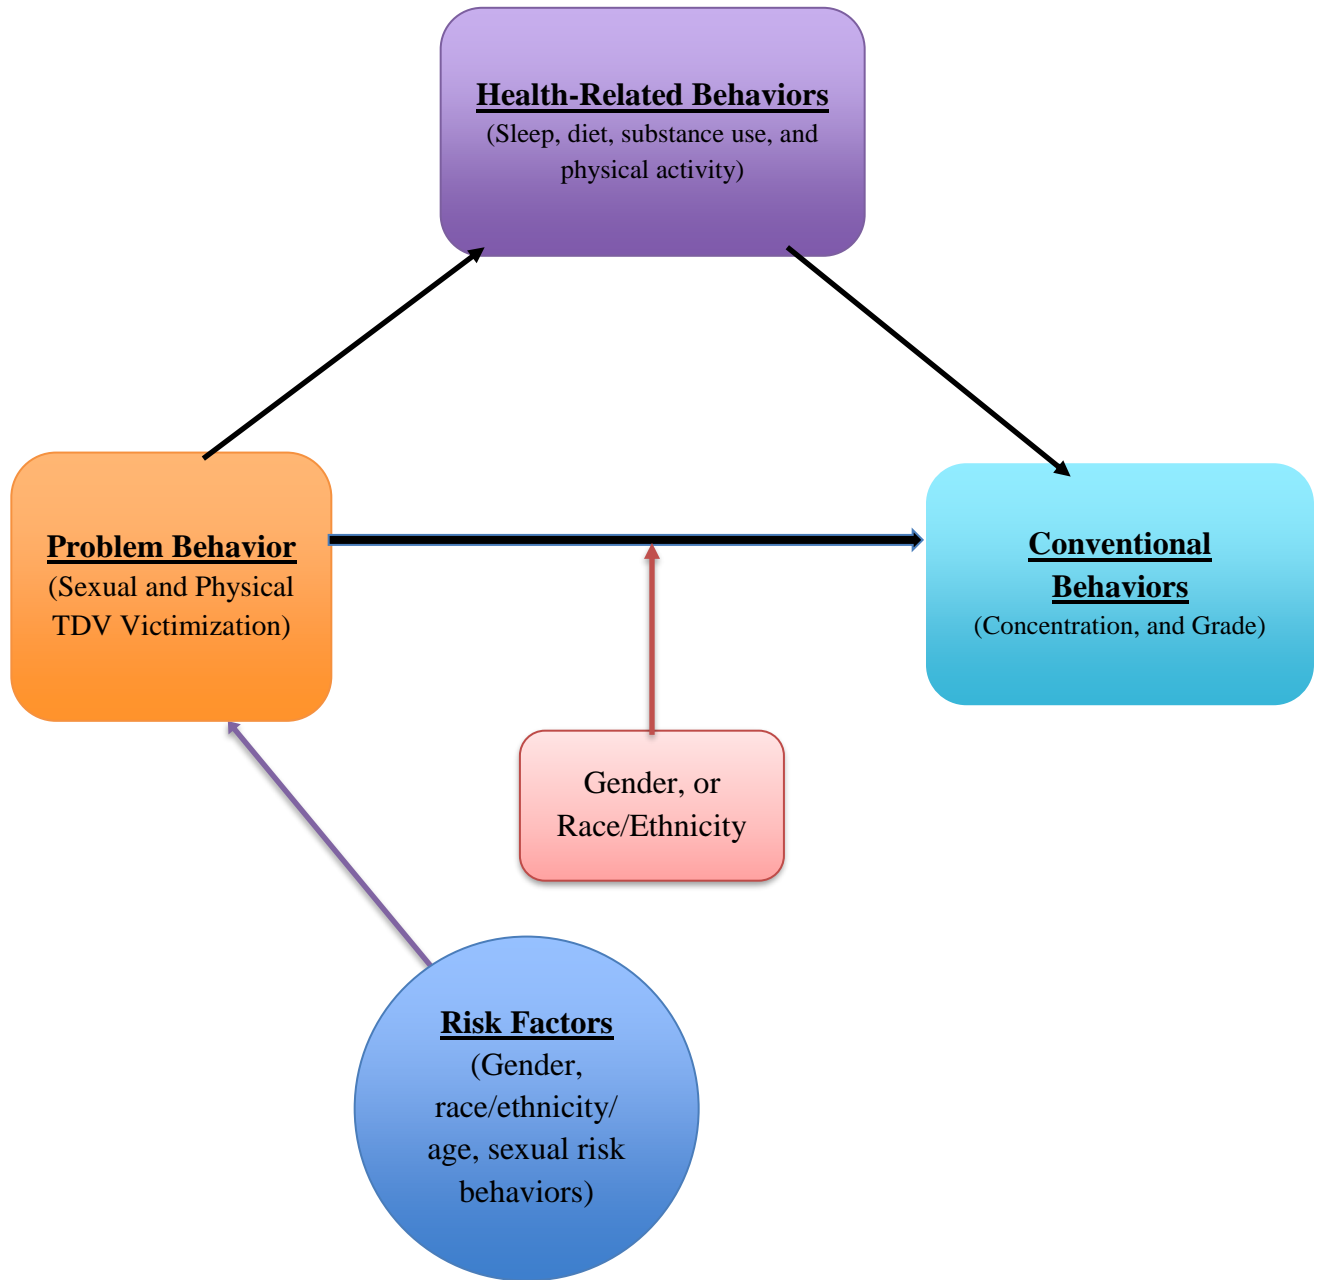 Health-Related Behaviors
(Sleep, diet, substance use, and
physical activity)
Problem Behavior
(Sexual and Physical
TDV Victimization)
Conventional
Behaviors
(Concentration, and Grade)
Gender, or
Race/Ethnicity
Risk Factors
(Gender,
race/ethnicity/
age, sexual risk
behaviors)